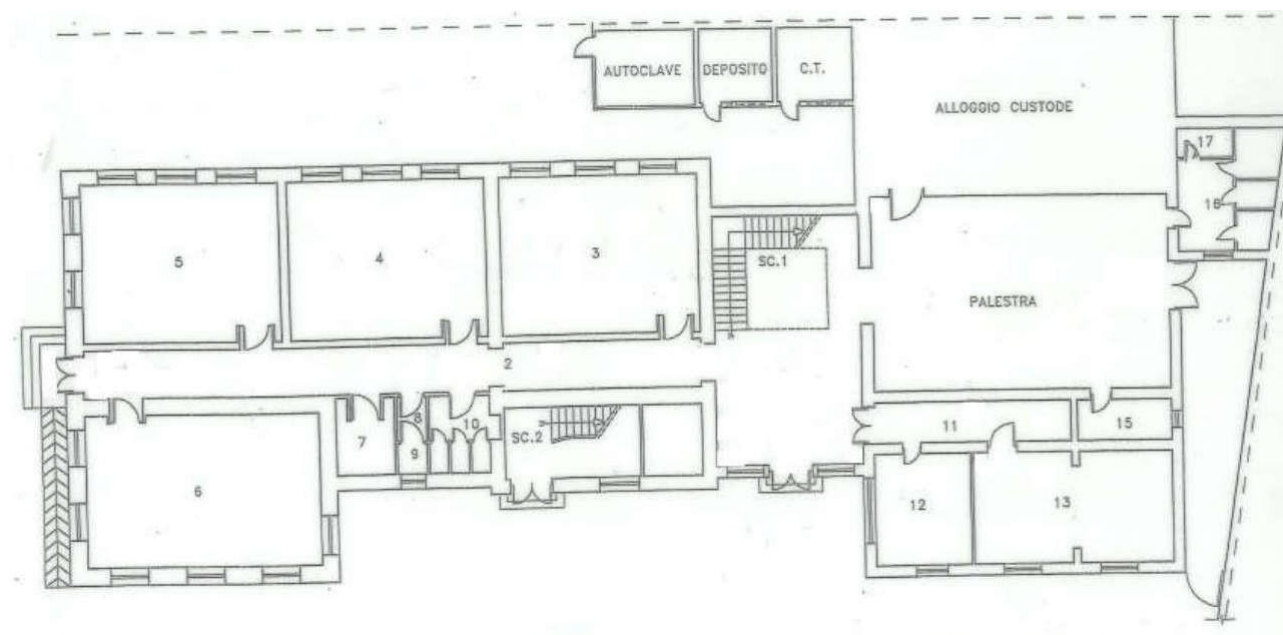 AUTOCLAVE DEPOSITO C.T.
ALLOGGIO CUSTODE
17
16
5 4 3 SC.1
PALESTRA
2
8
7 10 11 15
SC.2
9
6 12 13